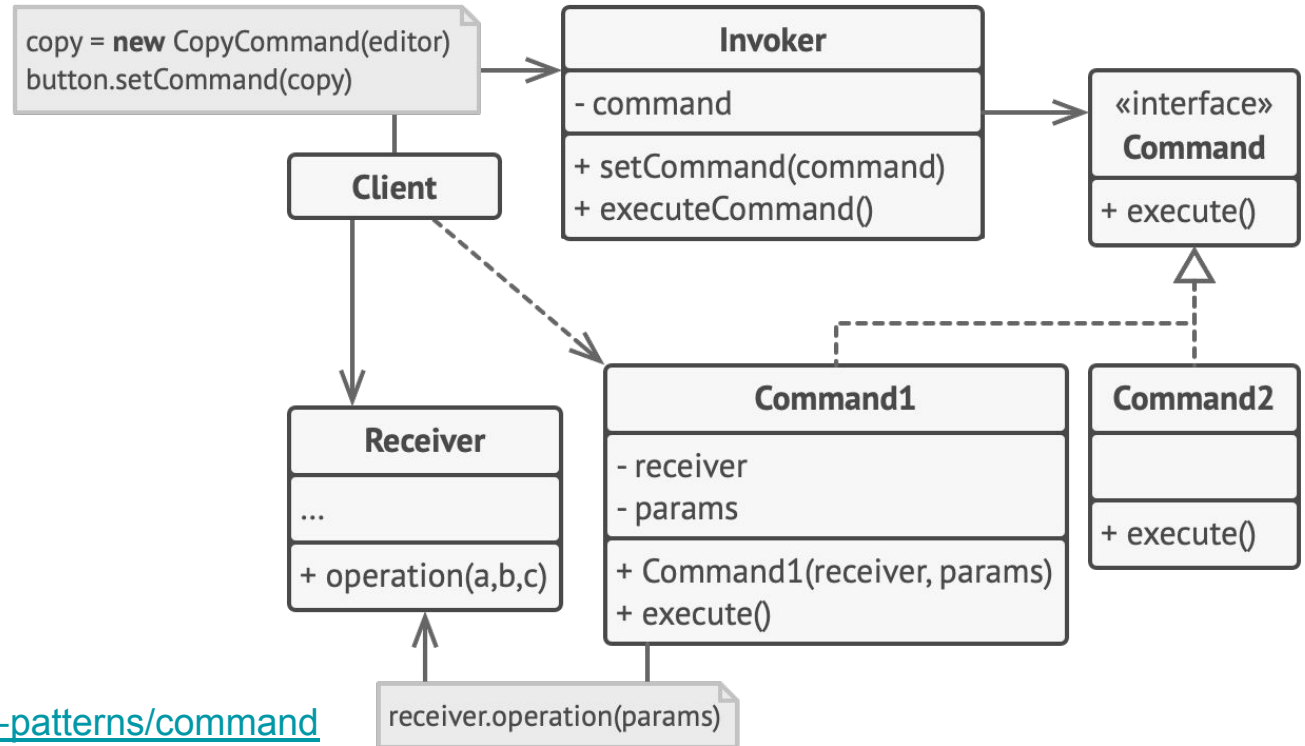 copy = new CopyCommand(editor)
button.setCommand(copy)
Invoker
- command
+ setCommand(command)
+ executeCommand()
«interface»
Command
+ execute()
Client
Receiver
...
+ operation(a,b,c)
Command1
- receiver
- params
+ Command1(receiver, params)
+ execute()
Command2
+ execute()
receiver.operation(params)
-patterns/command